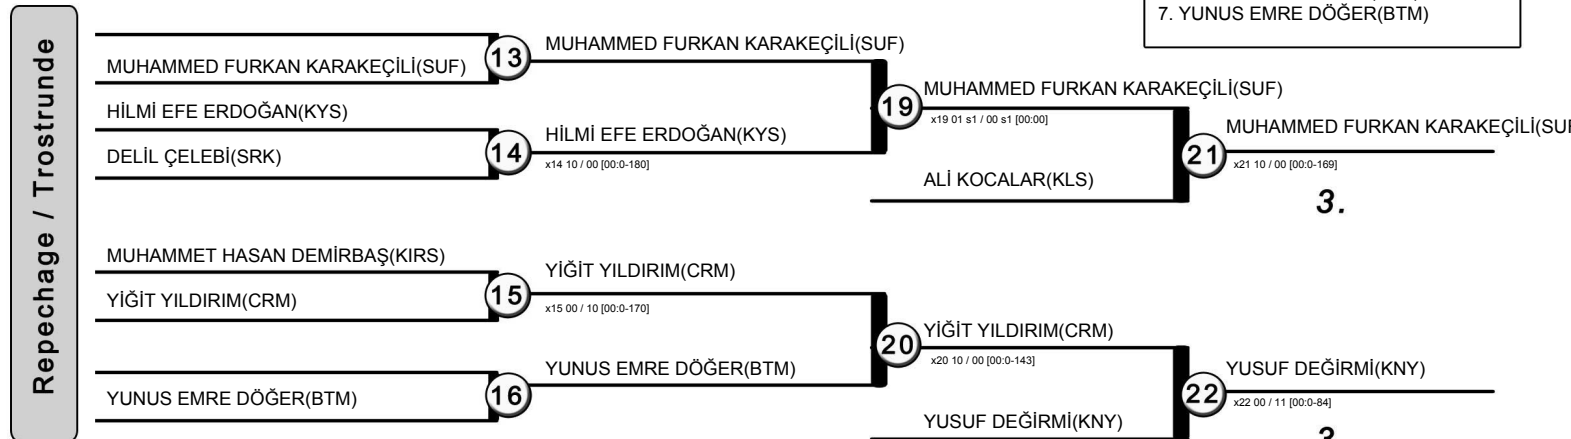 7. YUNUS EMRE DÖĞER(BTM)
Repechage / Trostrunde
MUHAMMED FURKAN KARAKEÇİLİ(SUF)
13
MUHAMMED FURKAN KARAKEÇİLİ(SUF)
HİLMİ EFE ERDOĞAN(KYS)
DELİL ÇELEBİ(SRK)
14
HİLMİ EFE ERDOĞAN(KYS)
x14 10 / 00 [00:0-180]
19
MUHAMMED FURKAN KARAKEÇİLİ(SUF)
x19 01 s1 / 00 s1 [00:00]
ALİ KOCALAR(KLS)
21
MUHAMMED FURKAN KARAKEÇİLİ(SUF
x21 10 / 00 [00:0-169]
3.
MUHAMMET HASAN DEMİRBAŞ(KIRS)
YİĞİT YILDIRIM(CRM)
15
YİĞİT YILDIRIM(CRM)
x15 00 / 10 [00:0-170]
YUNUS EMRE DÖĞER(BTM)
16
YUNUS EMRE DÖĞER(BTM)
20
YİĞİT YILDIRIM(CRM)
x20 10 / 00 [00:0-143]
YUSUF DEĞİRMİ(KNY)
22
YUSUF DEĞİRMİ(KNY)
x22 00 / 11 [00:0-84]
3